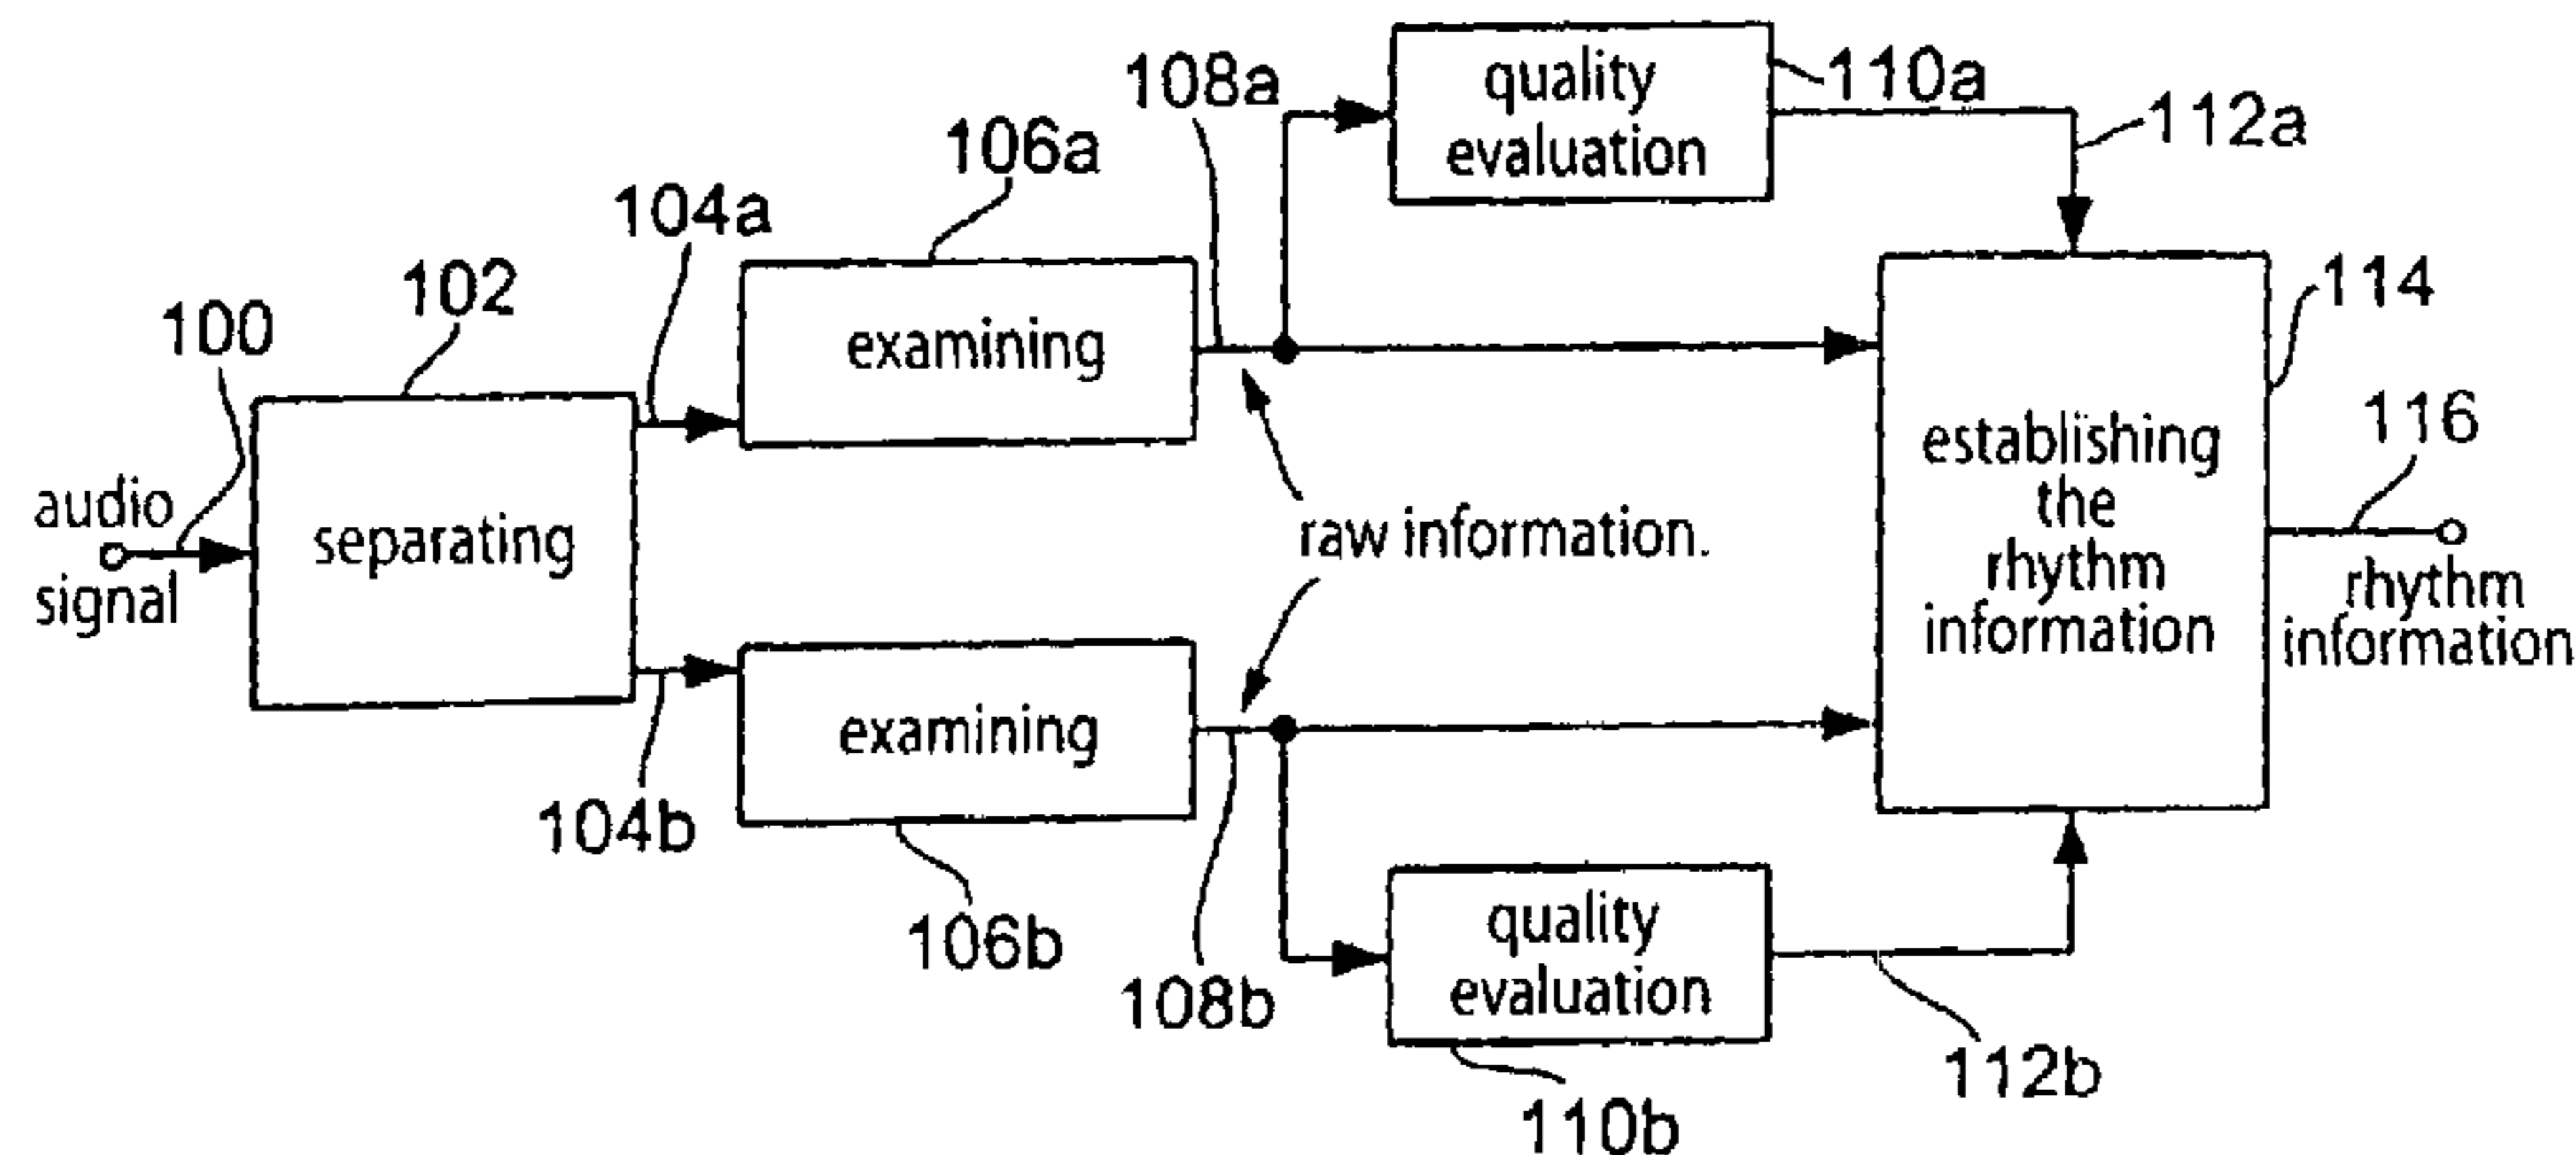 quality
evaluation
110a
108a
112a
106a
104a
102
100
examining
114
116
audio
signal
separating
raw information.
establishing
the
rhythm
information
rhythm
information
examining
104b
106b
108b
quality
evaluation
112b
110b